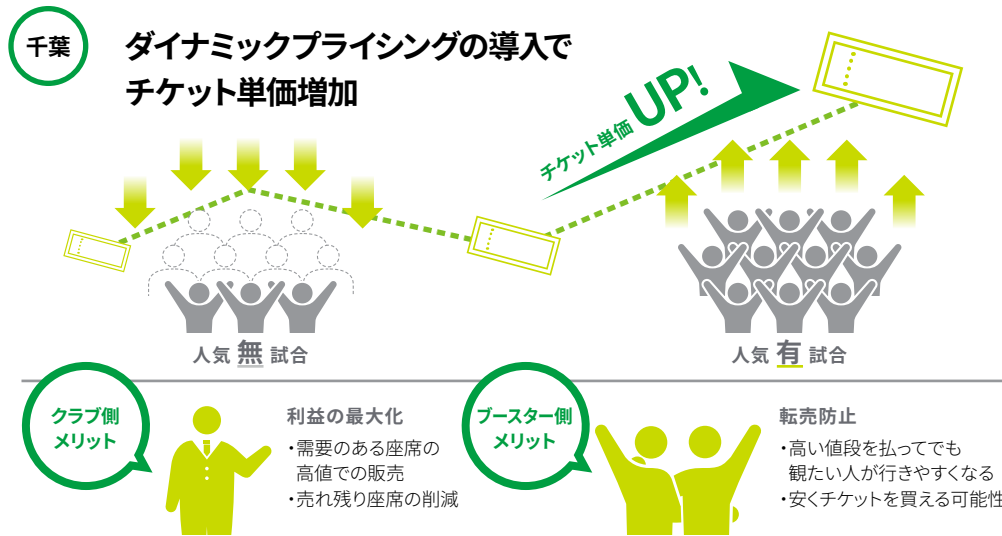 千葉
ダイナミックプライシングの導入で
チケット単価増加
チケット単価UP!
人気 無 試合
人気 有 試合
クラブ側
メリット
利益の最大化
・需要のある座席の
高値での販売
・売れ残り座席の削減
ブースター側
メリット
転売防止
・高い値段を払ってでも
観たい人が行きやすくなる
・安くチケットを買える可能性